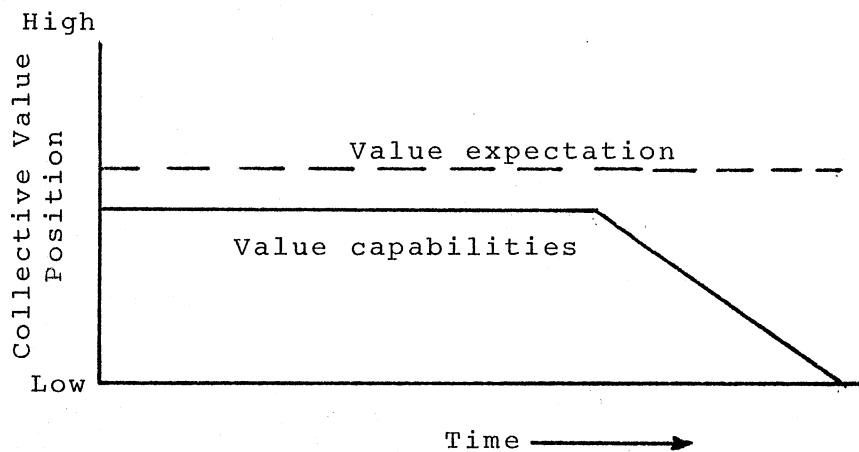 High
Collective Value
Position
Value expectation
Value capabilities
Low
Time